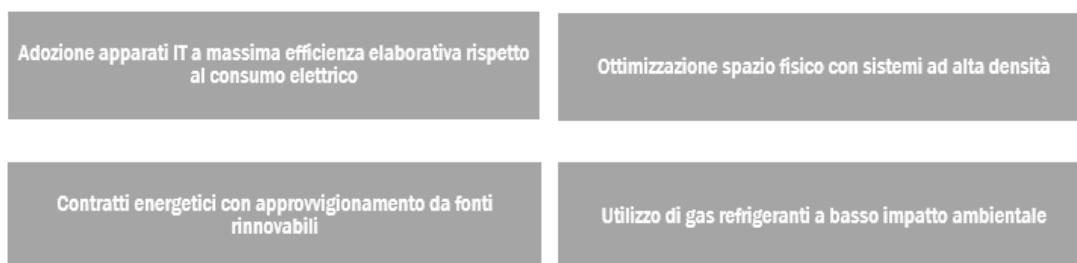 Adozione apparati IT a massima efficienza elaborativa rispetto
al consumo elettrico
Ottimizzazione spazio fisico con sistemi ad alta densità
Contratti energetici con approvvigionamento da fonti
rinnovabili
Utilizzo di gas refrigeranti a basso impatto ambientale